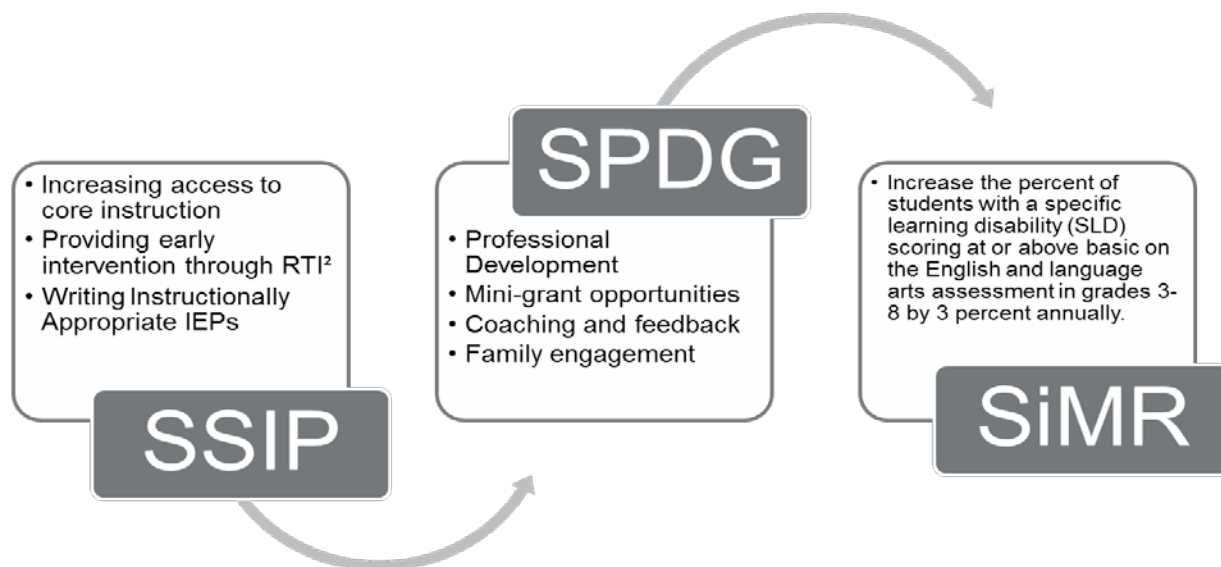 • Increasing access to
core instruction
• Providing early
intervention through RTI²
• Writing Instructionally
Appropriate IEPs
SSIP
SPDG
• Professional
Development
• Mini-grant opportunities
• Coaching and feedback
• Family engagement
• Increase the percent of
students with a specific
learning disability (SLD)
scoring at or above basic on
the English and language
arts assessment in grades 3-
8 by 3 percent annually.
SiMR